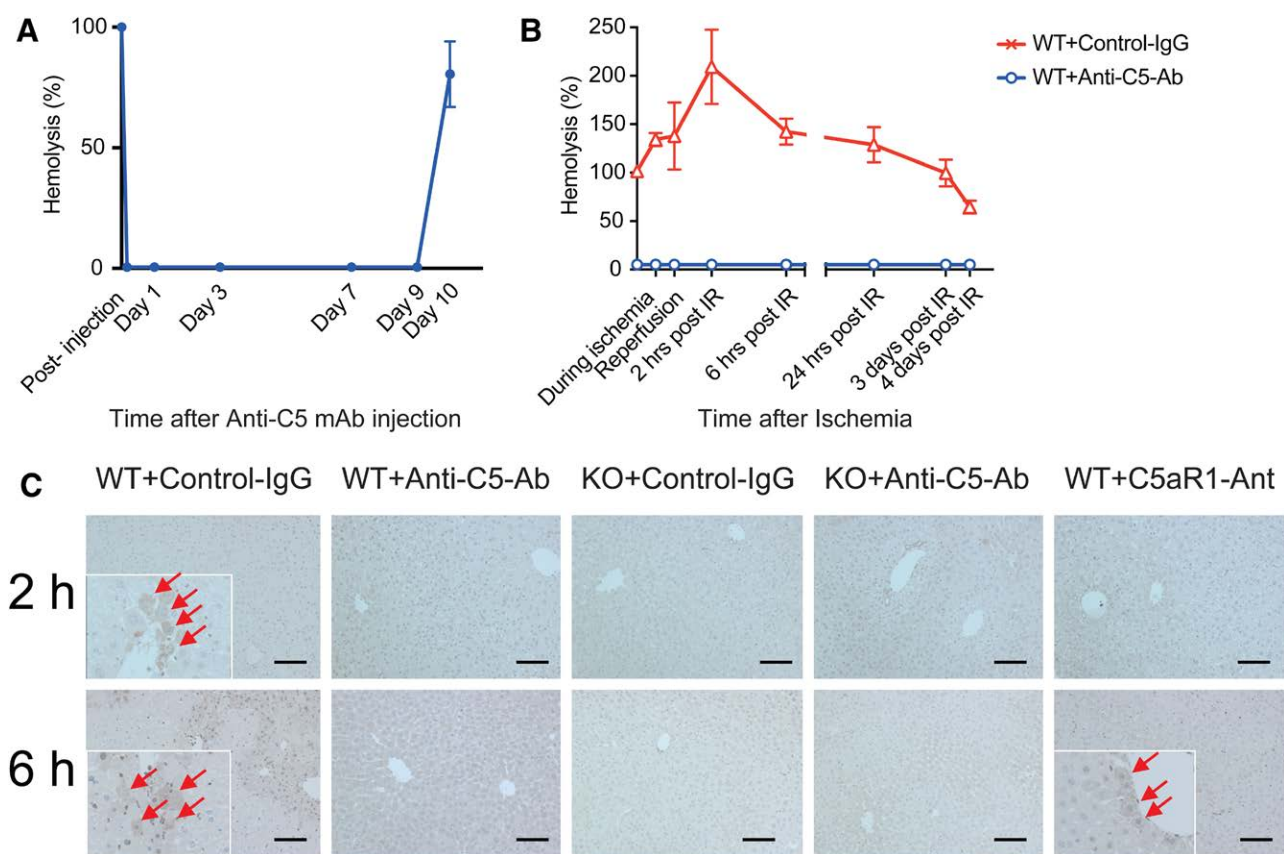 A
Hemolysis (%)
100
50
0
Post- injection
Day 1
Day 3
Day 7
Day 9
Day 10
Time after Anti-C5 mAb injection
B
Hemolysis (%)
250
200
150
100
50
0
During ischemia
Reperfusion
2 hrs post IR
6 hrs post IR
24 hrs post IR
3 days post IR
4 days post IR
Time after Ischemia
WT+Control-IgG
WT+Anti-C5-Ab
C
WT+Control-IgG
WT+Anti-C5-Ab
KO+Control-IgG
KO+Anti-C5-Ab
WT+C5aR1-Ant
2 h
6 h